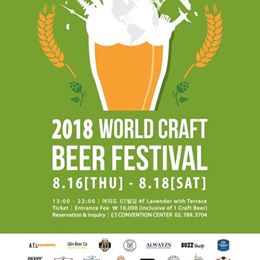 2018 WORLD CRAFT
BEER FESTIVAL
8.16[THU] - 8.18[SAT]
13:00 - 22:00 | 여의도 63빌딩 4F Lavender with Terrace
Ticket | Entrance Fee W 10,000 (Inclusive of 1 Craft Beer)
Reservation & Inquiry | 63 CONVENTION CENTER 02. 789. 5704
ALWAYZN